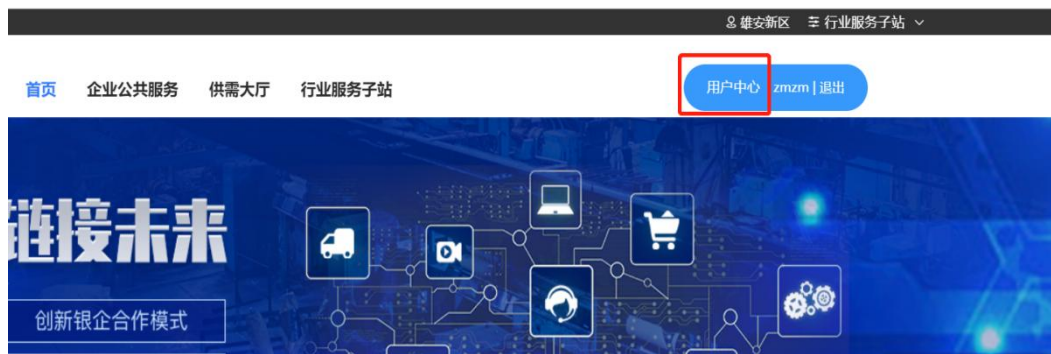 雄安新区 行业服务子站
首页 企业公共服务 供需大厅 行业服务子站 用户中心 zmzm | 退出
链接未来
创新银企合作模式